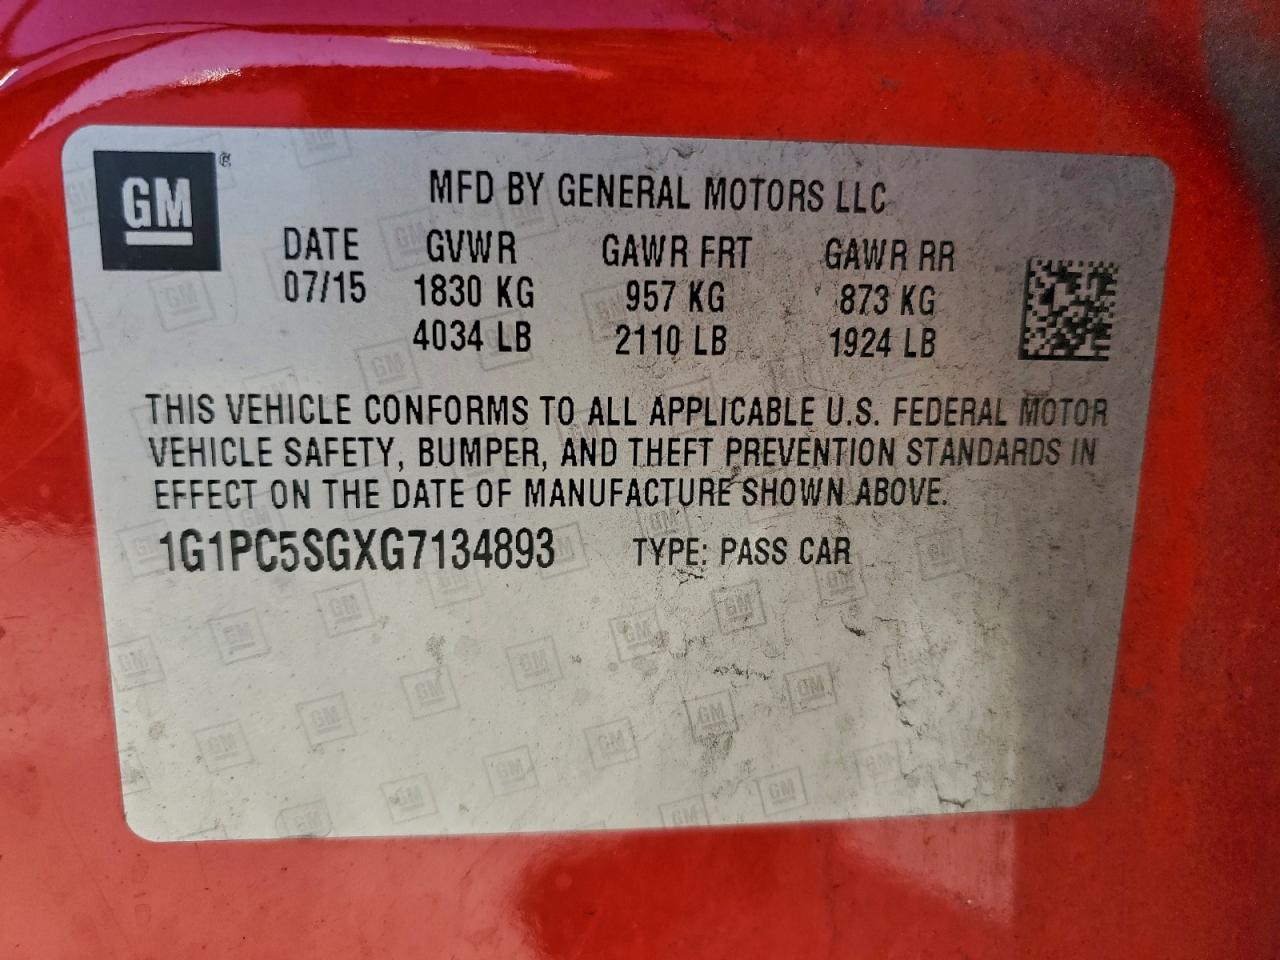 GM ®
MFD BY GENERAL MOTORS LLC
DATE GVWR GAWR FRT GAWR RR
07/15 1830 KG 957 KG 873 KG
4034 LB 2110 LB 1924 LB
THIS VEHICLE CONFORMS TO ALL APPLICABLE U.S. FEDERAL MOTOR
VEHICLE SAFETY, BUMPER, AND THEFT PREVENTION STANDARDS IN
EFFECT ON THE DATE OF MANUFACTURE SHOWN ABOVE.
1G1PC5SGXG7134893 TYPE: PASS CAR